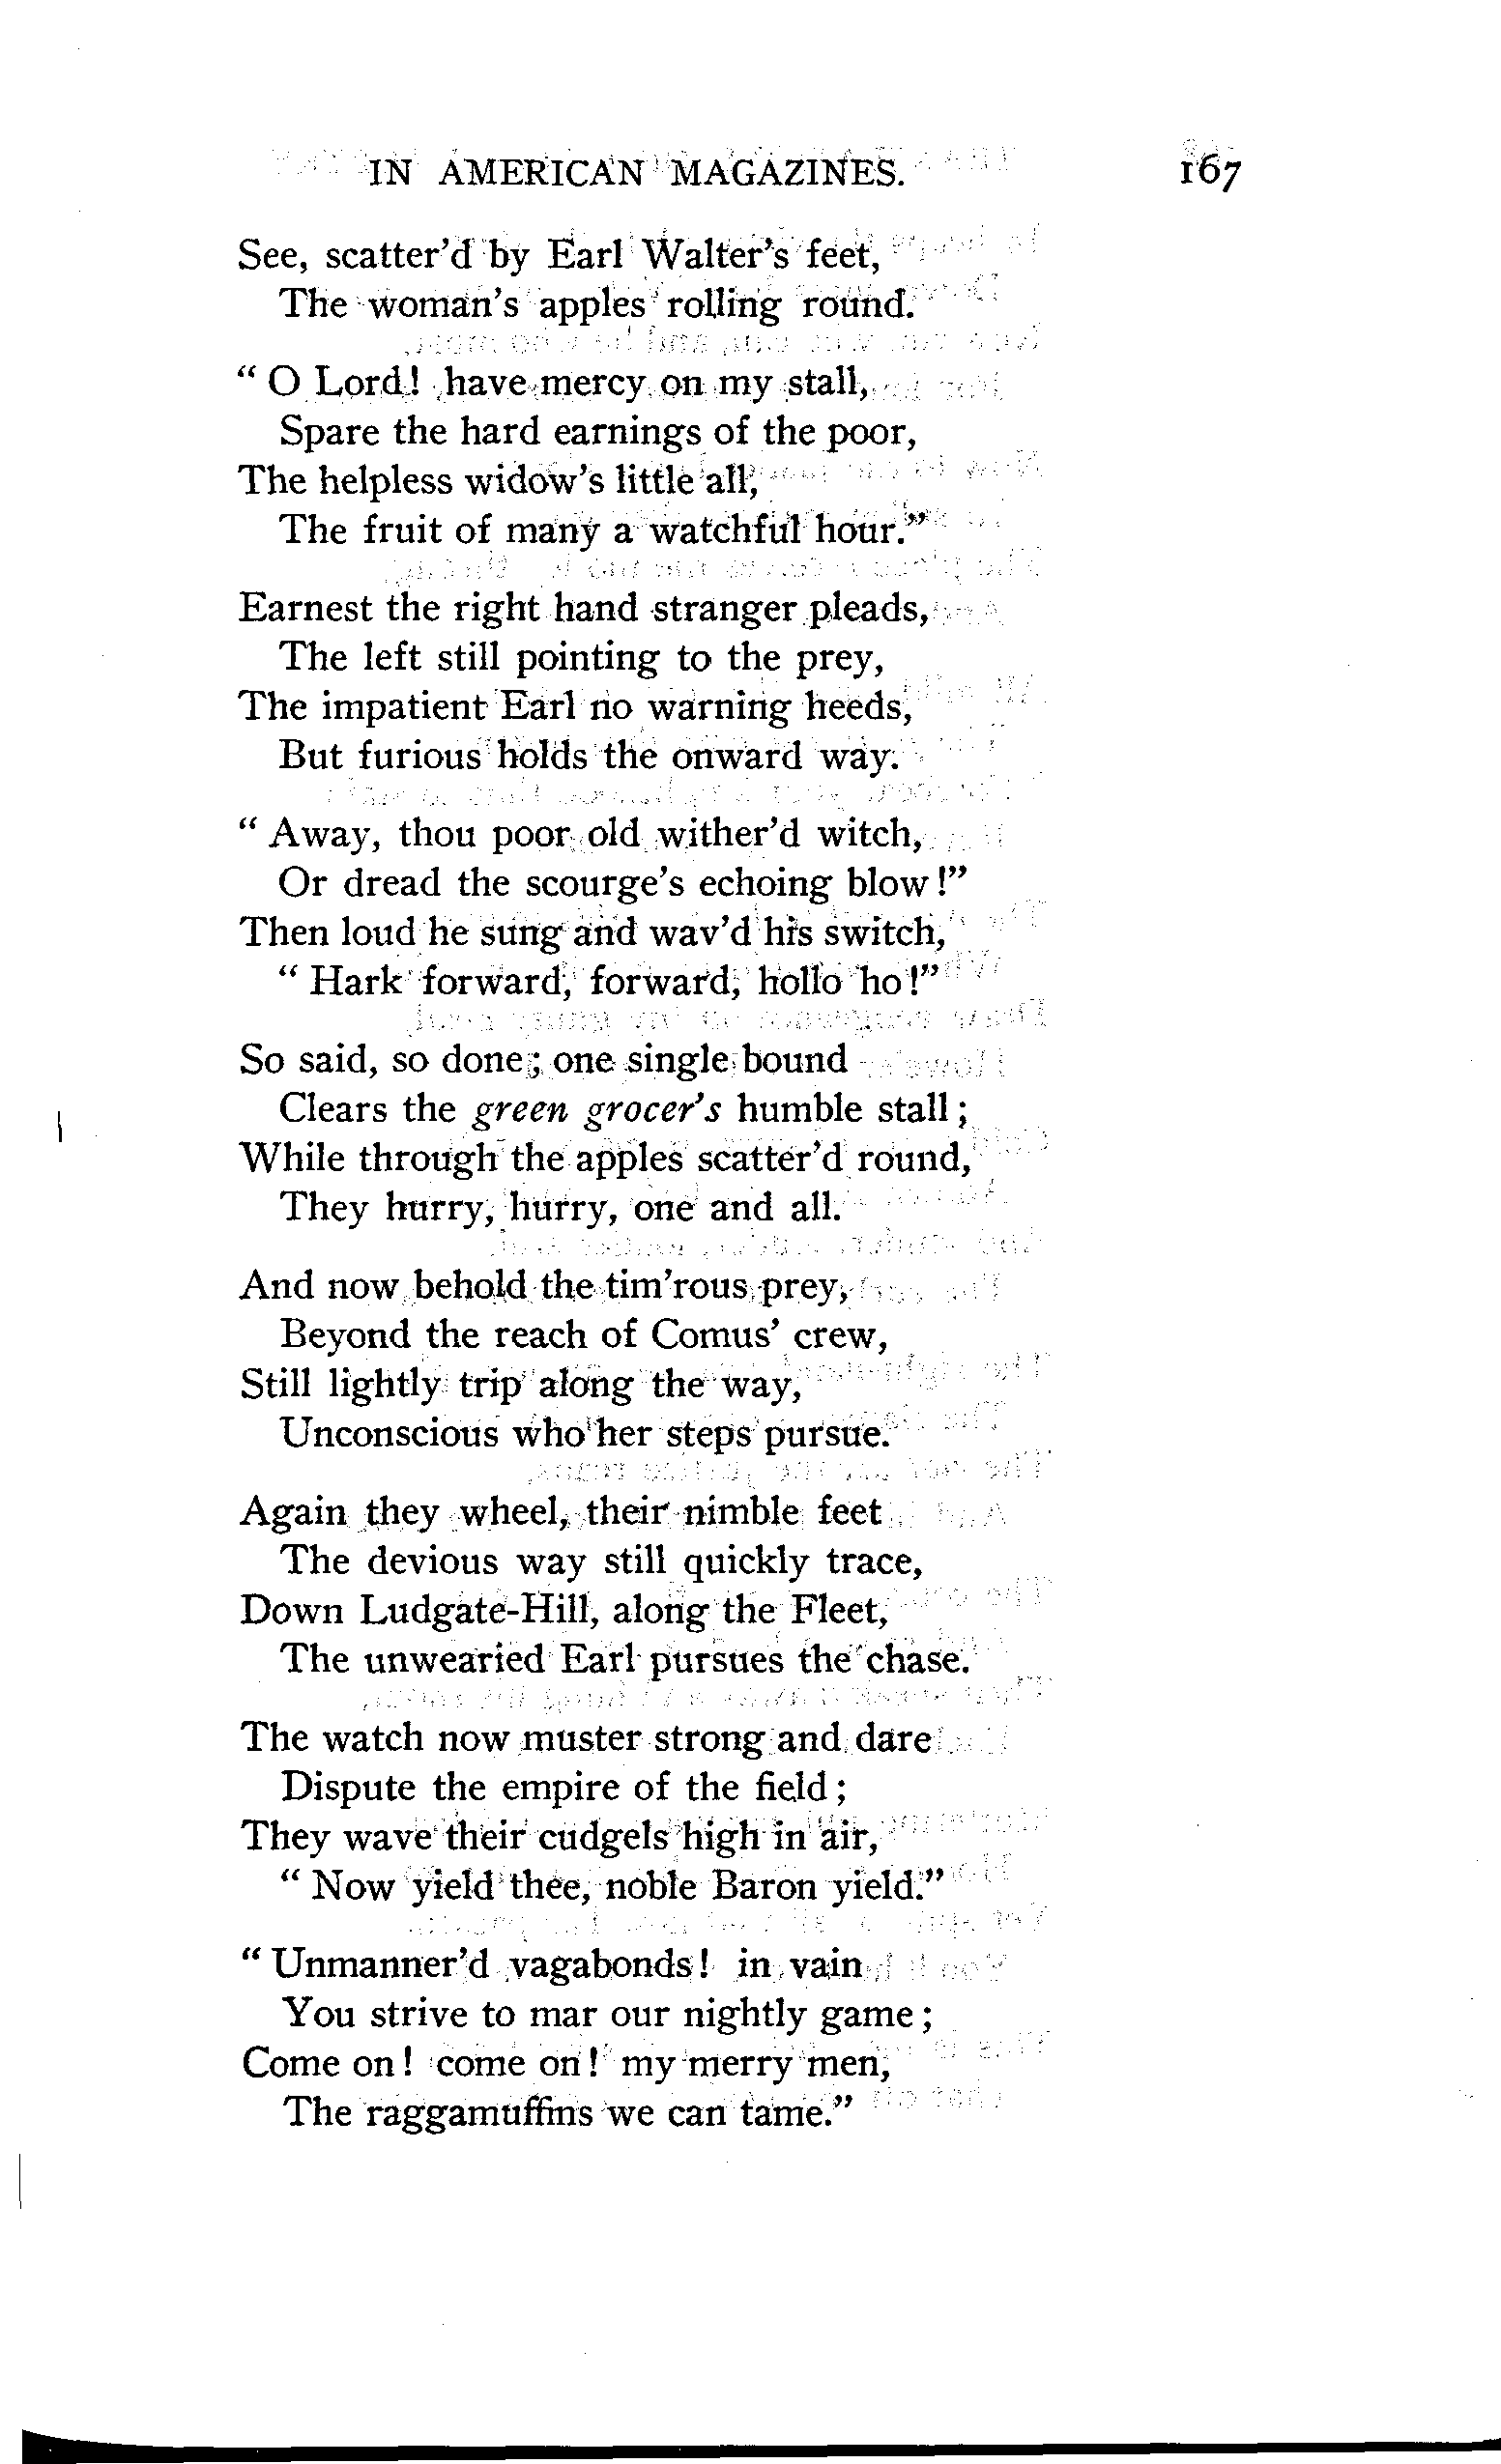 IN AMERICAN MAGAZINES. 167
See, scatter'd by Earl Walter's feet,
The woman's apples rolling round.
" O Lord! have mercy on my stall,
Spare the hard earnings of the poor,
The helpless widow's little all,
The fruit of many a watchful hour."
Earnest the right hand stranger pleads,
The left still pointing to the prey,
The impatient Earl no warning heeds,
But furious holds the onward way.
" Away, thou poor old wither'd witch,
Or dread the scourge's echoing blow!"
Then loud he sung and wav'd his switch,
" Hark forward, forward, hollo ho!"
So said, so done; one single bound
Clears the green grocer's humble stall;
While through the apples scatter'd round,
They hurry, hurry, one and all.
And now behold the tim'rous prey,
Beyond the reach of Comus' crew,
Still lightly trip along the way,
Unconscious who her steps pursue.
Again they wheel, their nimble feet
The devious way still quickly trace,
Down Ludgate-Hill, along the Fleet,
The unwearied Earl pursues the chase.
The watch now muster strong and dare
Dispute the empire of the field;
They wave their cudgels high in air,
" Now yield thee, noble Baron yield."
" Unmanner'd vagabonds! in vain
You strive to mar our nightly game;
Come on! come on! my merry men,
The raggamuffins we can tame."